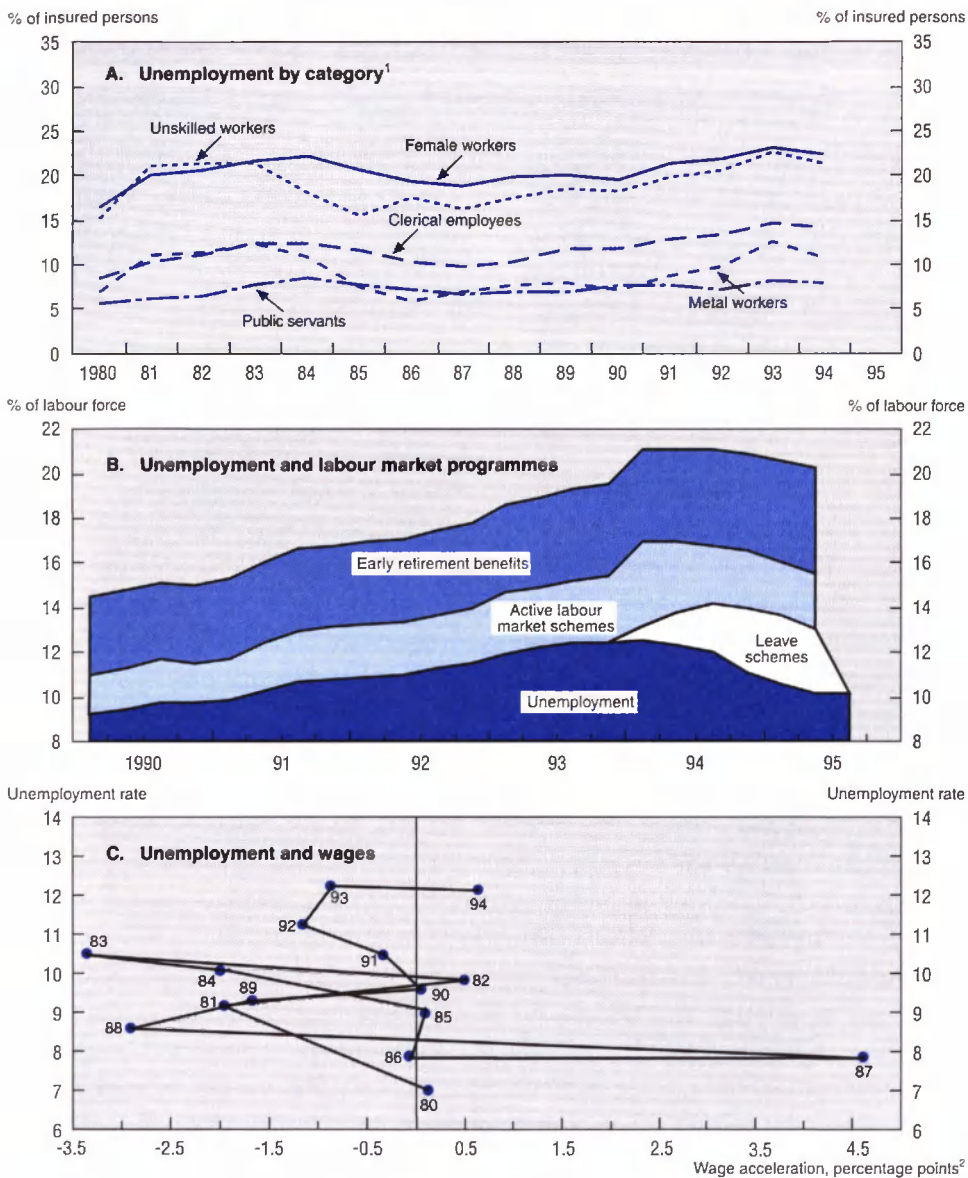 % of insured persons % of insured persons
35 35
A. Unemployment by category1
30 30
25 25
Unskilled workers
Female workers
20 20
15 15
Clerical employees
10 10
5 5
Public servants
Metal workers
0 0
1980 81 82 83 84 85 86 87 88 89 90 91 92 93 94 95
% of labour force % of labour force
22 22
B. Unemployment and labour market programmes
20 20
18 18
Early retirement benefits
16 16
14 14
Active labour
market schemes
Leave
schemes
12 12
Unemployment
10 10
8 8
1990 91 92 93 94 95
Unemployment rate Unemployment rate
14 14
C. Unemployment and wages
13 13
12 12
93
94
92
11 11
83
91
10 10
84
89
82
81
90
9 9
88
85
86
8 8
87
7 7
80
6 6
-3.5 -2.5 -1.5 -0.5 0.5 1.5 2.5 3.5 4.5
Wage acceleration, percentage points2